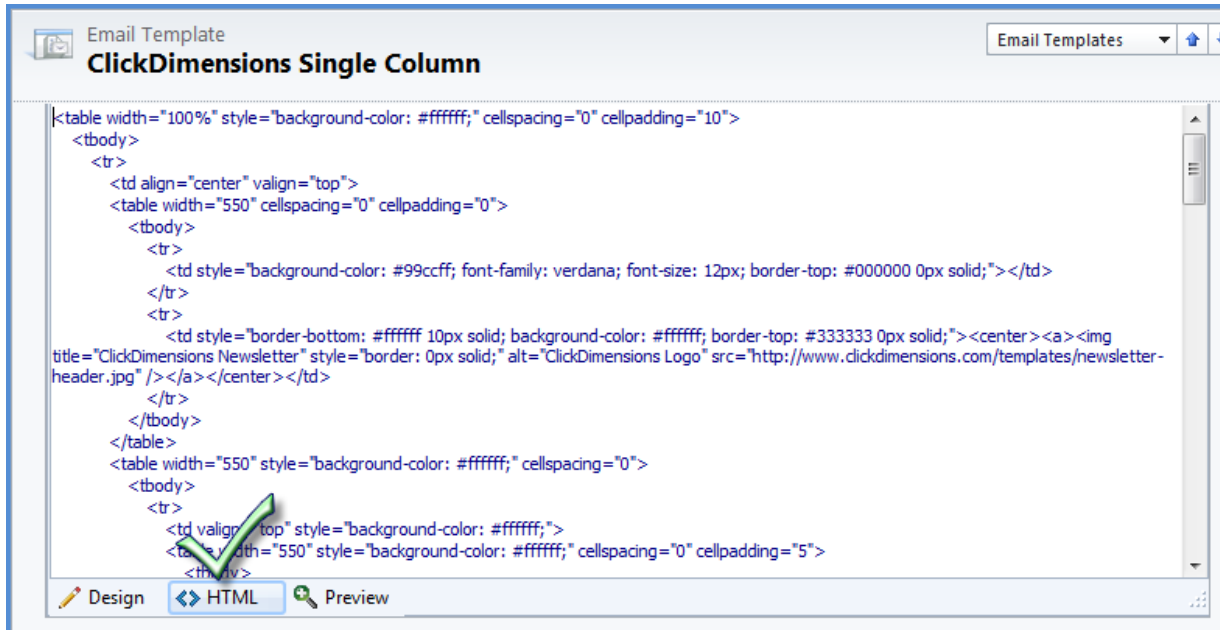 Email Template
ClickDimensions Single Column
Email Templates
<table width="100%" style="background-color: #ffffff;" cellspacing="0" cellpadding="10">
<tbody>
<tr>
<td align="center" valign="top">
<table width="550" cellspacing="0" cellpadding="0">
<tbody>
<tr>
<td style="background-color: #99ccff; font-family: verdana; font-size: 12px; border-top: #000000 0px solid;"></td>
</tr>
<tr>
<td style="border-bottom: #ffffff 10px solid; background-color: #ffffff; border-top: #333333 0px solid;"><center><a><img
title="ClickDimensions Newsletter" style="border: 0px solid;" alt="ClickDimensions Logo" src="http://www.clickdimensions.com/templates/newsletter-
header.jpg" /></a></center></td>
</tr>
</tbody>
</table>
<table width="550" style="background-color: #ffffff;" cellspacing="0">
<tbody>
<tr>
<td valign="top" style="background-color: #ffffff;">
<table width="550" style="background-color: #ffffff;" cellspacing="0" cellpadding="5">
<tbody>
Design HTML Preview